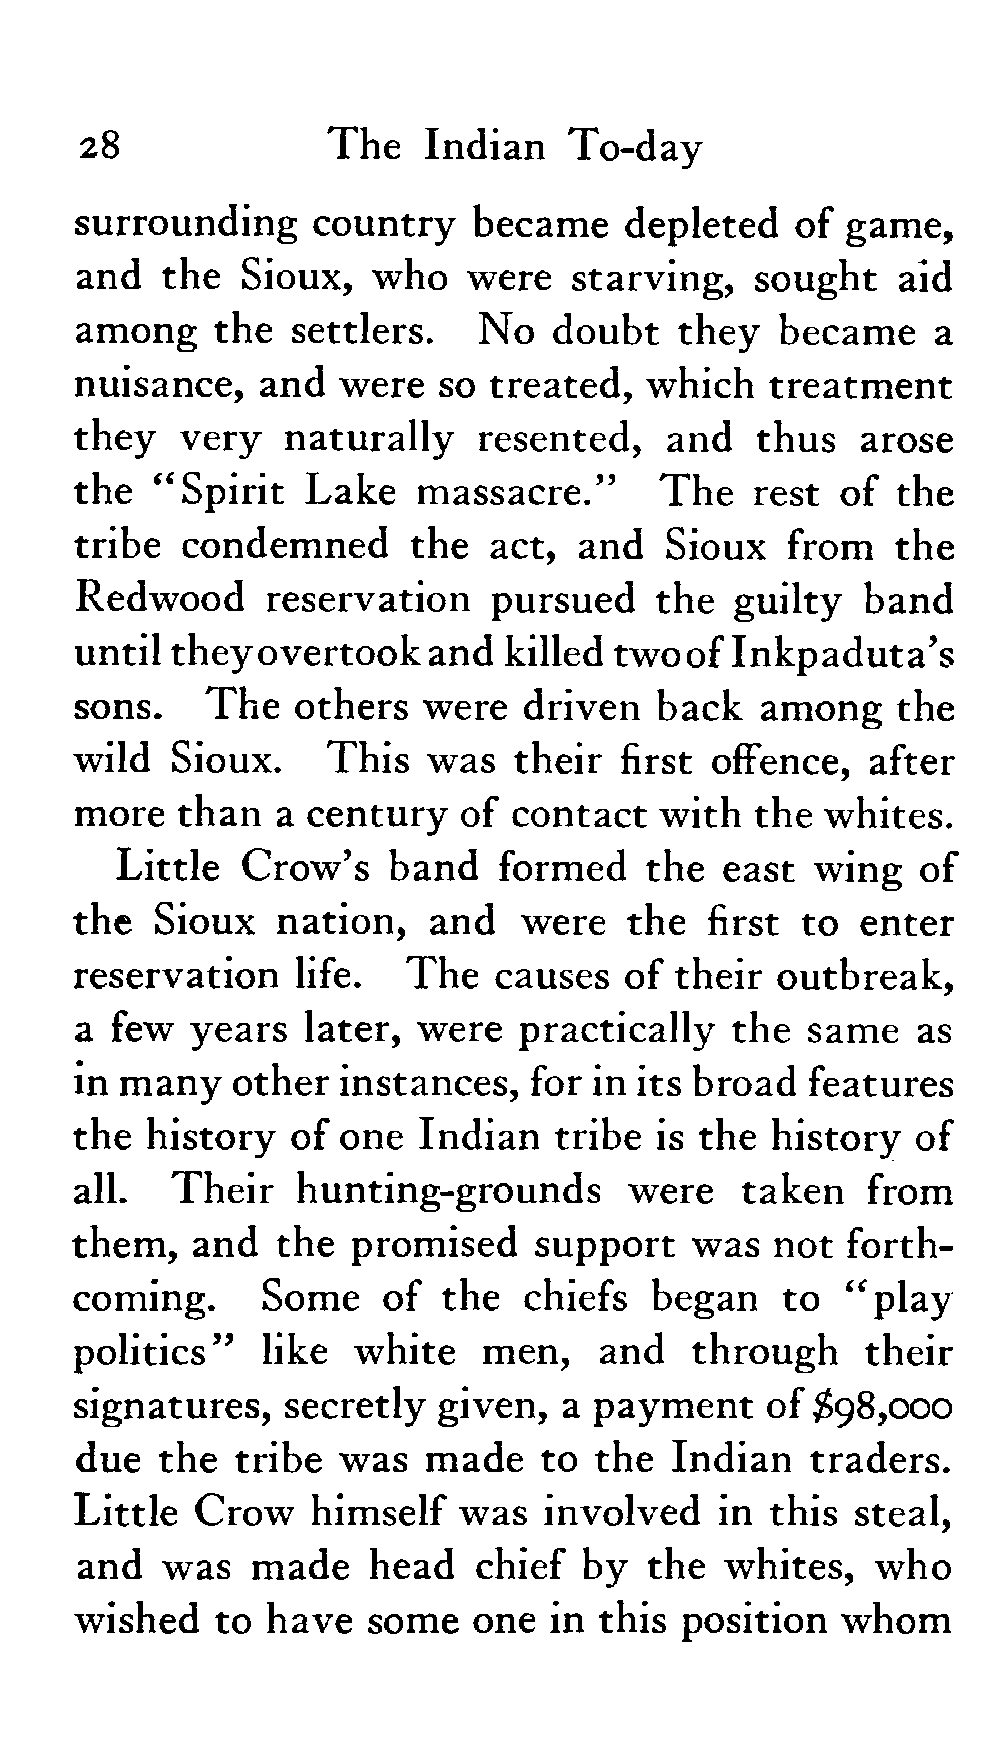 28 The Indian To-day
surrounding country became depleted of game,
and the Sioux, who were starving, sought aid
among the settlers. No doubt they became a
nuisance, and were so treated, which treatment
they very naturally resented, and thus arose
the “Spirit Lake massacre.” The rest of the
tribe condemned the act, and Sioux from the
Redwood reservation pursued the guilty band
until they overtook and killed two of Inkpaduta’s
sons. The others were driven back among the
wild Sioux. This was their first offence, after
more than a century of contact with the whites.
Little Crow’s band formed the east wing of
the Sioux nation, and were the first to enter
reservation life. The causes of their outbreak,
a few years later, were practically the same as
in many other instances, for in its broad features
the history of one Indian tribe is the history of
all. Their hunting-grounds were taken from
them, and the promised support was not forth-
coming. Some of the chiefs began to “play
politics” like white men, and through their
signatures, secretly given, a payment of $98,000
due the tribe was made to the Indian traders.
Little Crow himself was involved in this steal,
and was made head chief by the whites, who
wished to have some one in this position whom